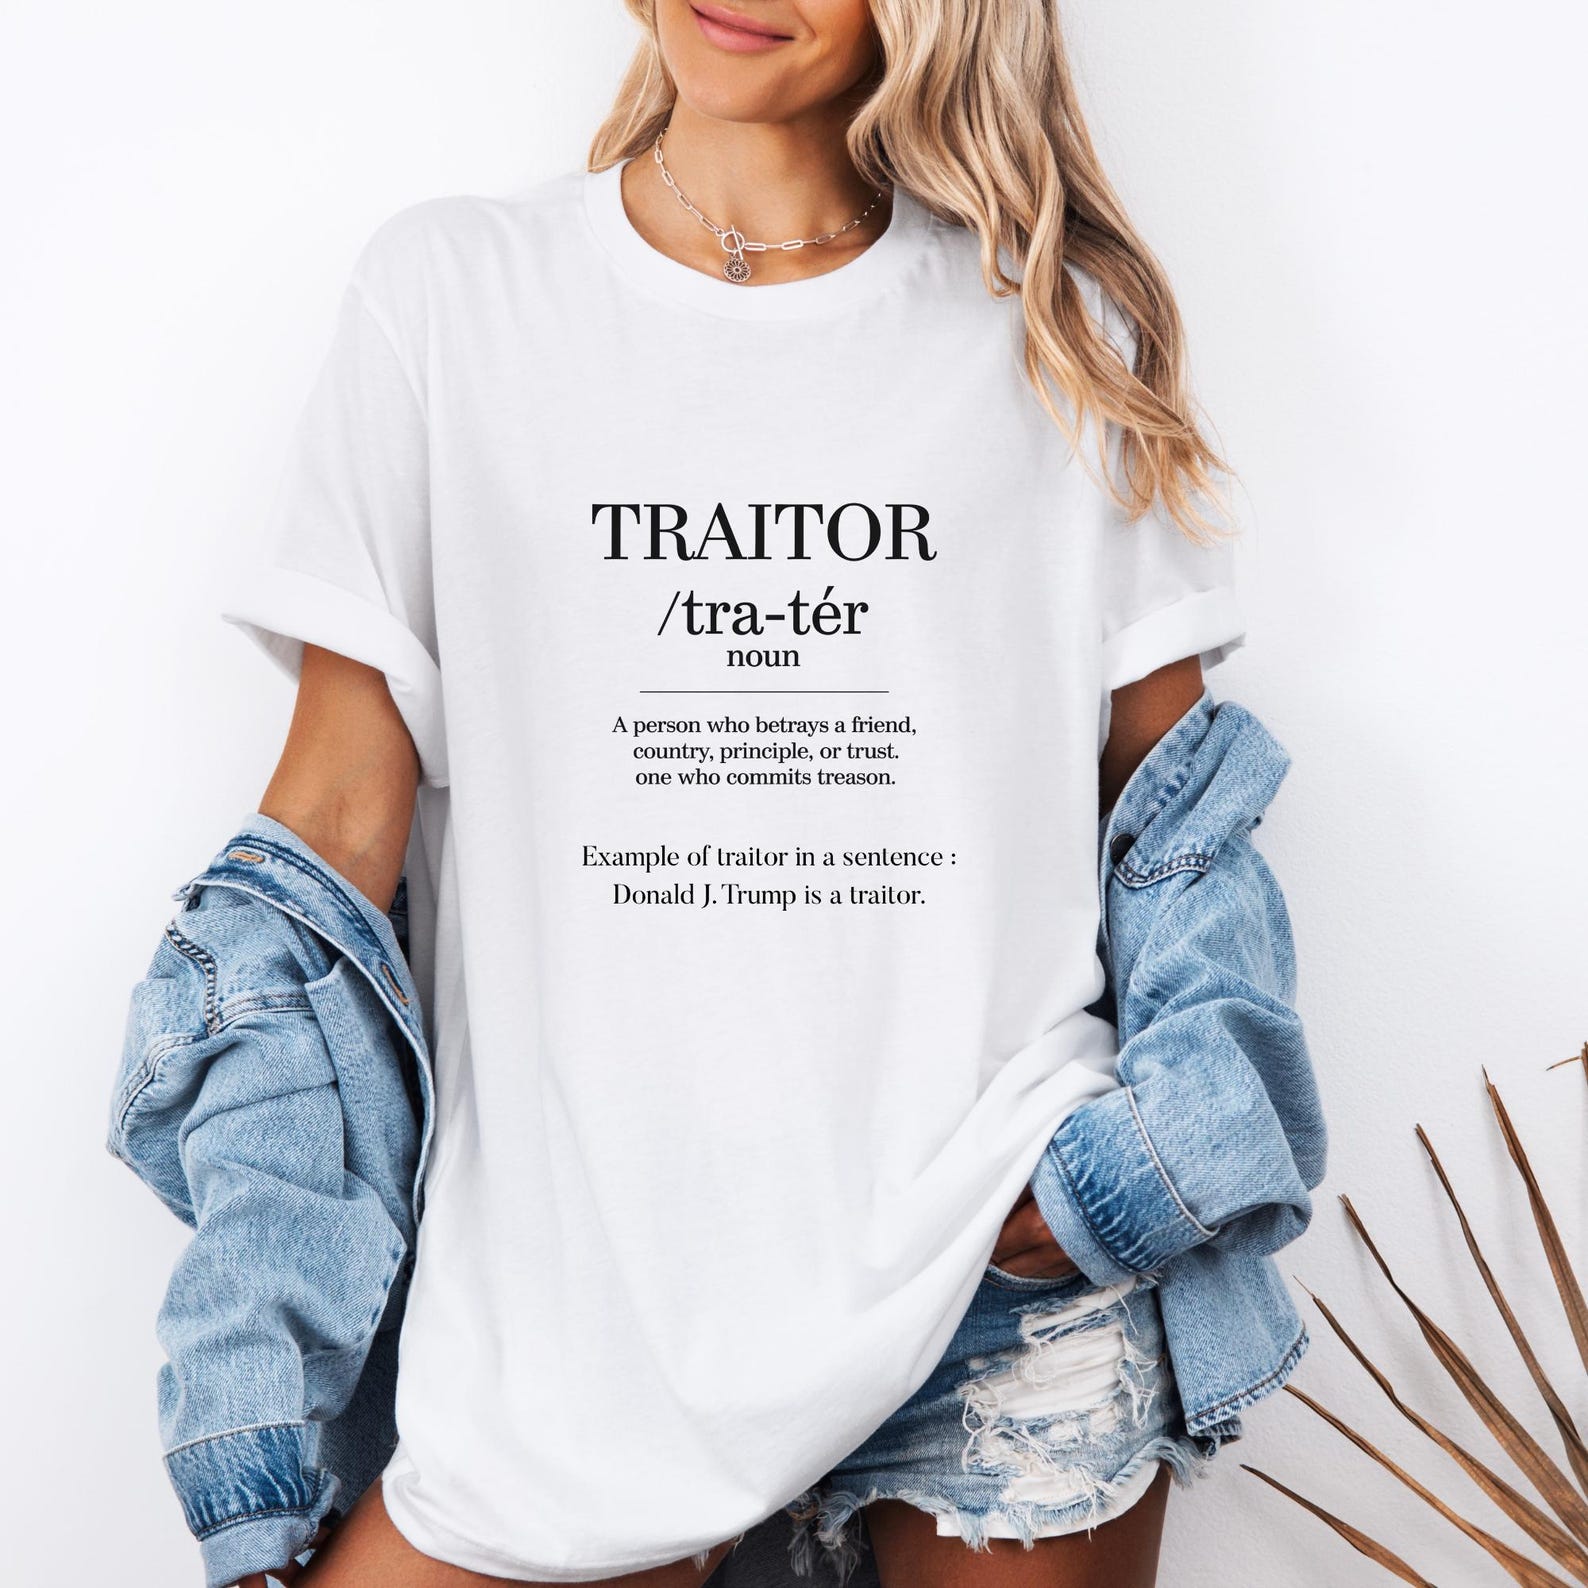 TRAITOR
/tra-tér
noun
A person who betrays a friend,
country, principle, or trust.
one who commits treason.
Example of traitor in a sentence :
Donald J. Trump is a traitor.